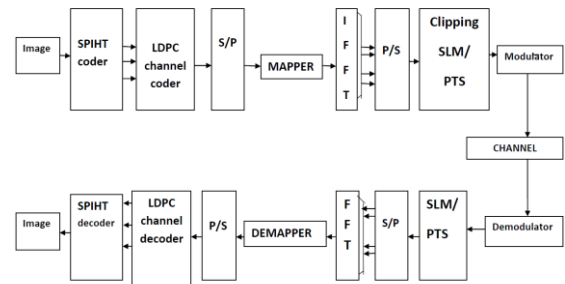 Image
SPIHT
coder
LDPC
channel
coder
S/P
MAPPER
I
F
F
T
P/S
Clipping
SLM/
PTS
Modulator
CHANNEL
Image
SPIHT
decoder
LDPC
channel
decoder
P/S
DEMAPPER
F
F
T
S/P
SLM/
PTS
Demodulator